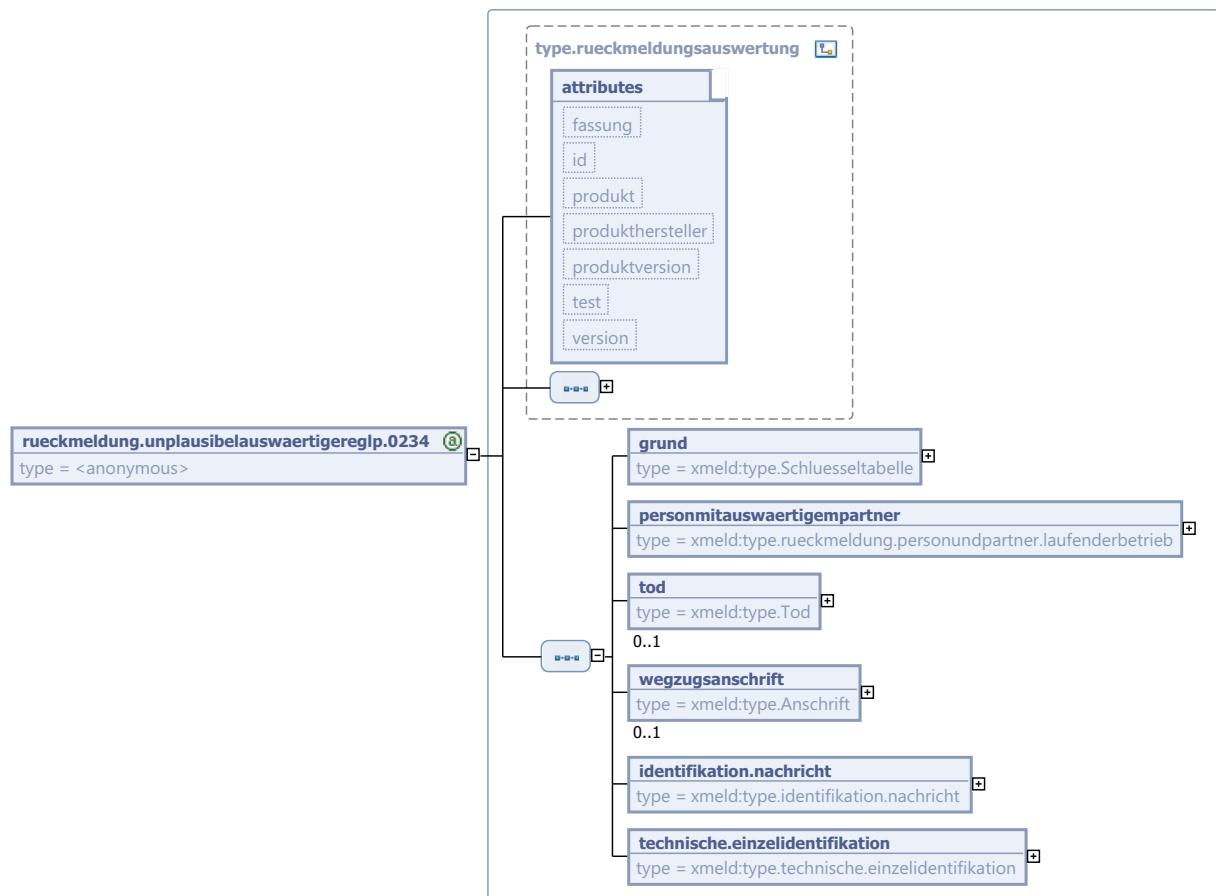 type.rueckmeldungsauswertung
attributes
fassung
id
produkt
produkthersteller
produktversion
test
version
rueckmeldung.unplausibelauswaertigereglp.0234
type = <anonymous>
grund
type = xmeld:type.Schluesseltabelle
personmitauswaertigempartner
type = xmeld:type.rueckmeldung.personundpartner.laufenderbetrieb
tod
type = xmeld:type.Tod
0..1
wegzugsanschrift
type = xmeld:type.Anschrift
0..1
identifikation.nachricht
type = xmeld:type.identifikation.nachricht
technische.einzelidentifikation
type = xmeld:type.technische.einzelidentifikation